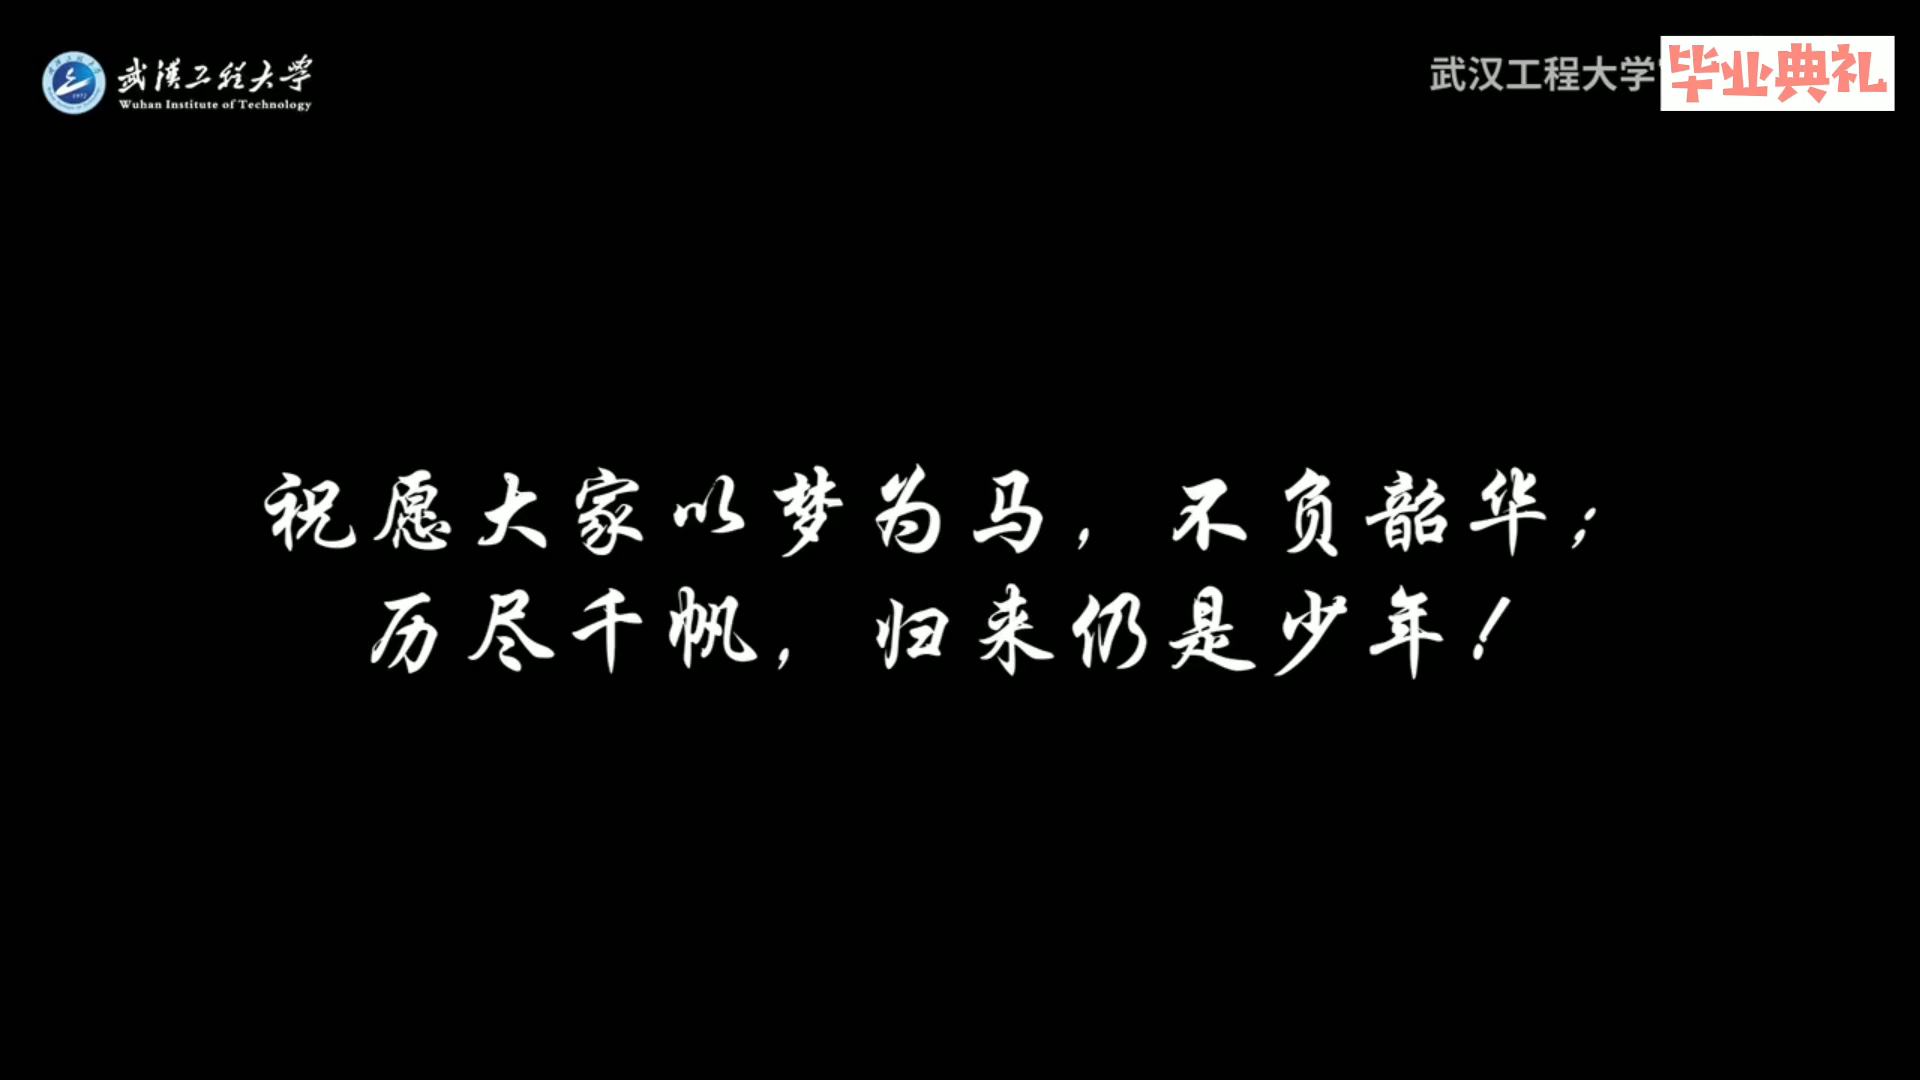 武漢工程大学
Wuhan Institute of Technology
1972
武汉工程大学
毕业典礼
祝愿大家以梦为马，不负韶华；
历尽千帆，归来仍是少年！